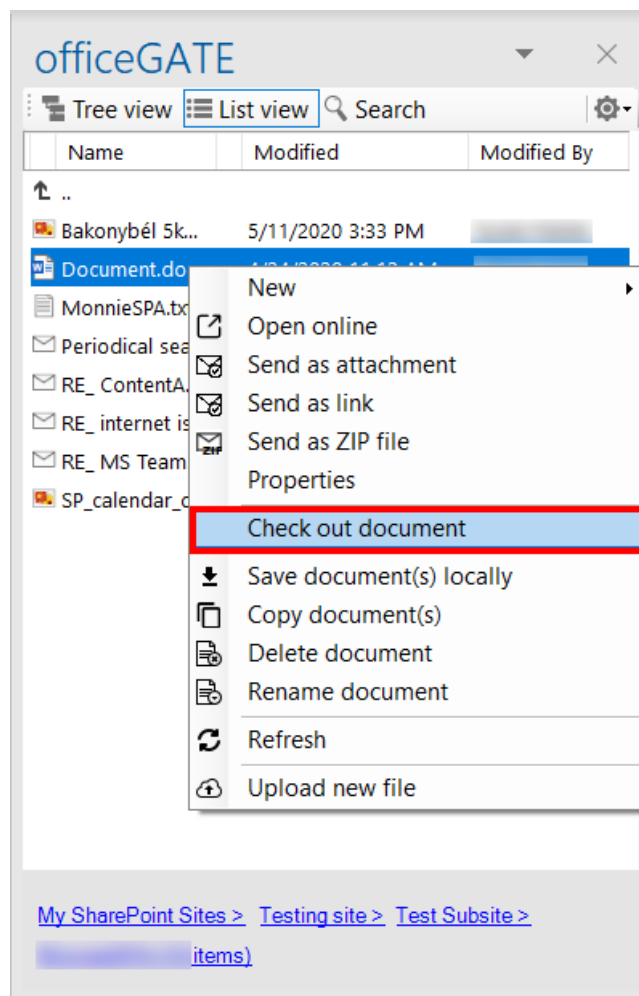 officeGATE
Tree view List view Search
Name Modified Modified By
..
Bakonybél 5k... 5/11/2020 3:33 PM
Document.do
MonnieSPA.tx
Periodical sea
RE_ ContentA.
RE_ internet is
RE_ MS Team
SP_calendar_c
New
Open online
Send as attachment
Send as link
ZIP Send as ZIP file
Properties
Check out document
Save document(s) locally
Copy document(s)
Delete document
Rename document
Refresh
Upload new file
My SharePoint Sites > Testing site > Test Subsite >
items)